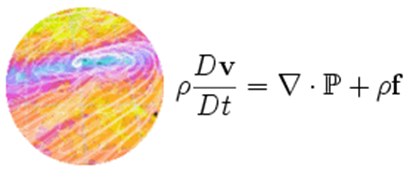 ρ Dv/Dt = ∇ · ℙ + ρf